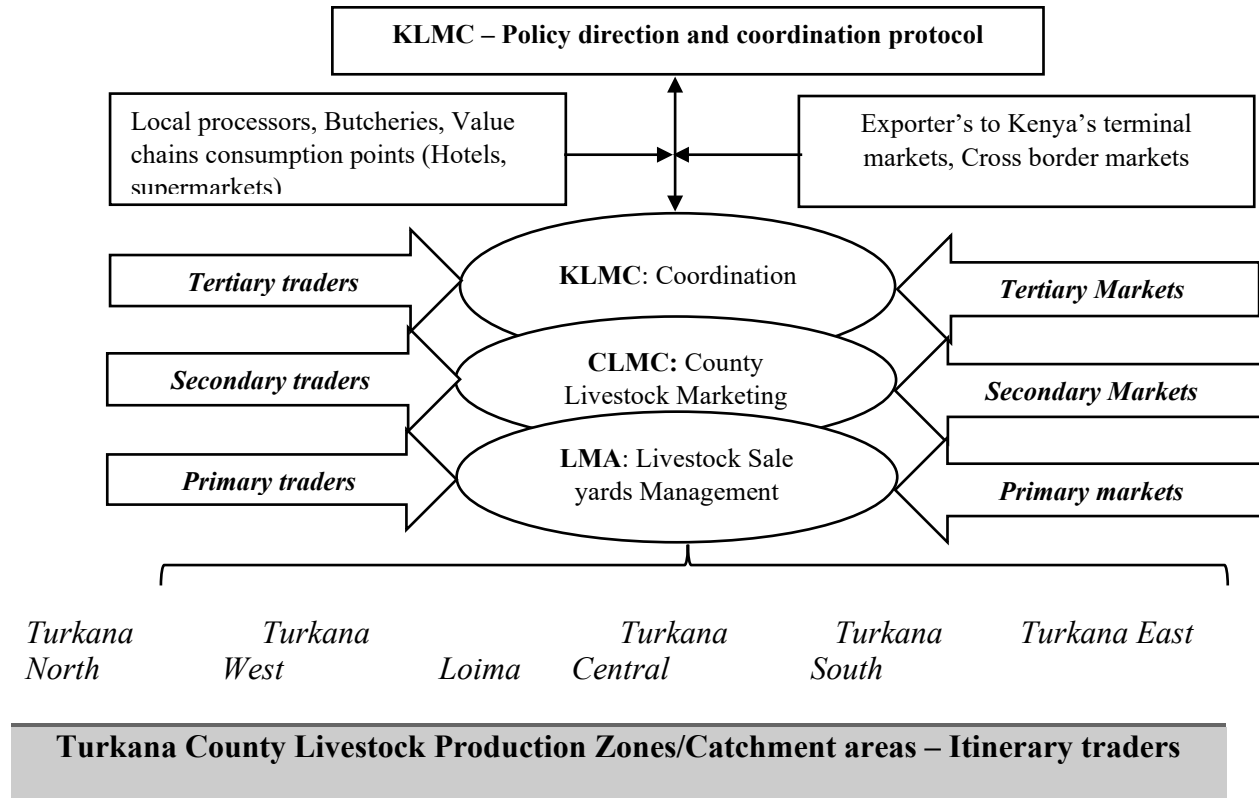 KLMC – Policy direction and coordination protocol
Local processors, Butcheries, Value
chains consumption points (Hotels,
supermarkets)
Exporter's to Kenya's terminal
markets, Cross border markets
Tertiary traders
KLMC: Coordination
Tertiary Markets
Secondary traders
CLMC: County
Livestock Marketing
Secondary Markets
Primary traders
LMA: Livestock Sale
yards Management
Primary markets
Turkana
North
Turkana
West
Loima
Turkana
Central
Turkana
South
Turkana East
Turkana County Livestock Production Zones/Catchment areas – Itinerary traders